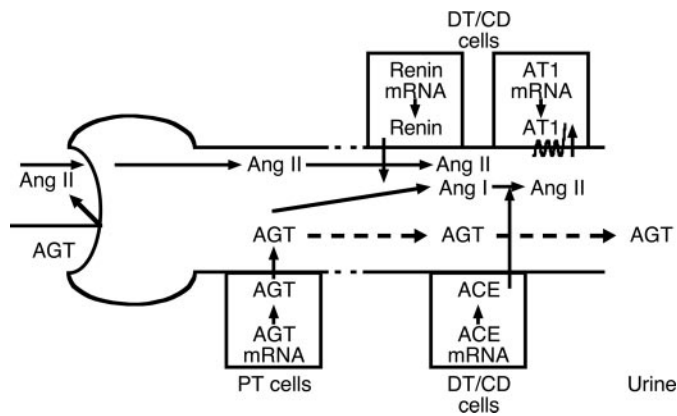 DT/CD
cells
Renin
mRNA
Renin
AT1
mRNA
AT1
Ang II
Ang II
Ang II
Ang I
Ang II
AGT
AGT
AGT
AGT
AGT
AGT
mRNA
PT cells
ACE
ACE
mRNA
DT/CD
cells
Urine